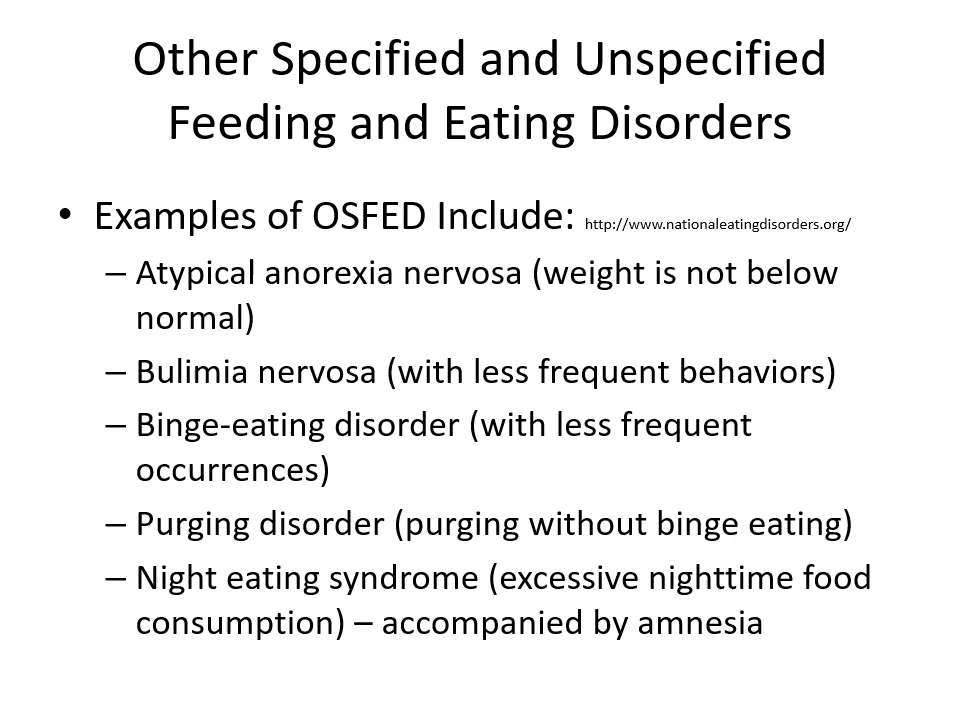 Other Specified and Unspecified
Feeding and Eating Disorders
• Examples of OSFED Include: http://www.nationaleatingdisorders.org/
– Atypical anorexia nervosa (weight is not below
normal)
– Bulimia nervosa (with less frequent behaviors)
– Binge-eating disorder (with less frequent
occurrences)
– Purging disorder (purging without binge eating)
– Night eating syndrome (excessive nighttime food
consumption) – accompanied by amnesia